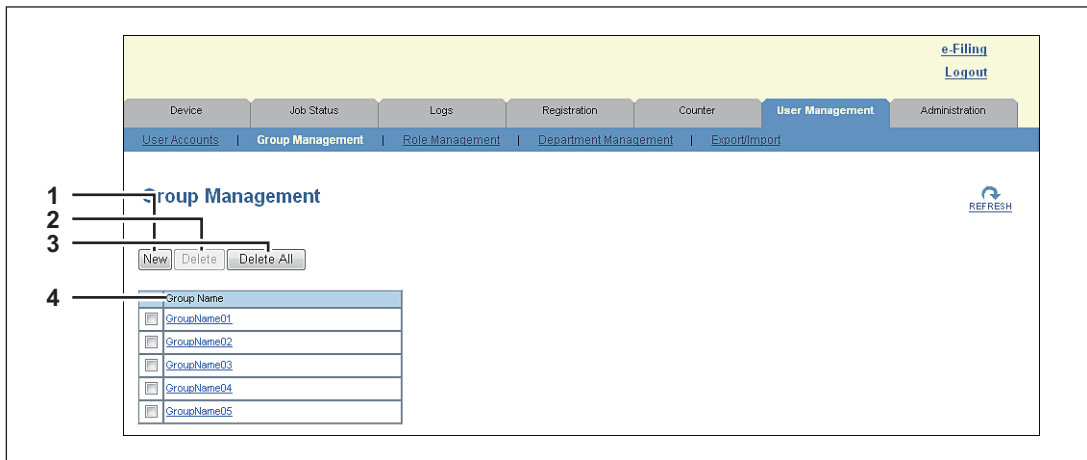 e-Filing
Logout
Device Job Status Logs Registration Counter User Management Administration
User Accounts | Group Management | Role Management | Department Management | Export/Import
Group Management
REFRESH
1
2
3
New Delete Delete All
4
Group Name
GroupName01
GroupName02
GroupName03
GroupName04
GroupName05